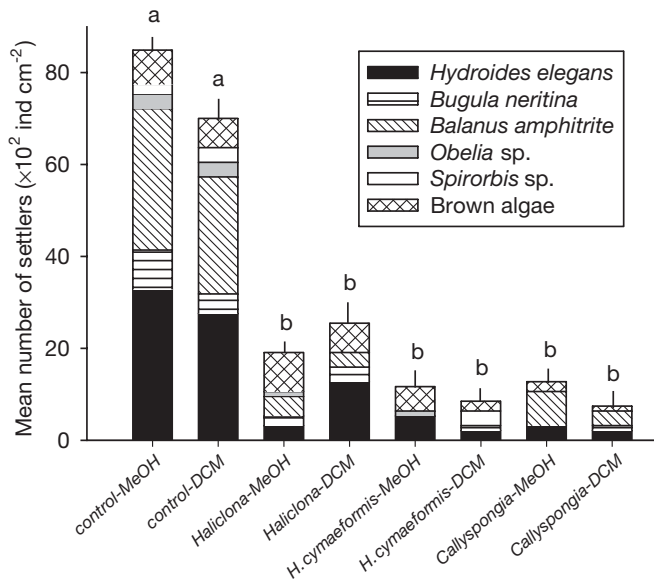 Mean number of settlers (×10² ind cm⁻²)
80
60
40
20
0
a
a
b
b
b
b
b
b
Hydroides elegans
Bugula neritina
Balanus amphitrite
Obelia sp.
Spirorbis sp.
Brown algae
control-MeOH
control-DCM
Haliclona-MeOH
Haliclona-DCM
H. cymaeformis-MeOH
H. cymaeformis-DCM
Callyspongia-MeOH
Callyspongia-DCM